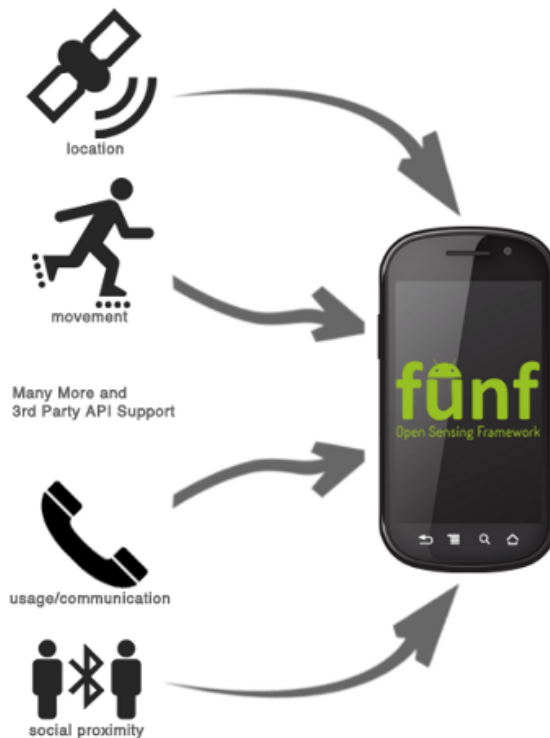 location
movement
Many More and
3rd Party API Support
fünf
Open Sensing Framework
usage/communication
social proximity